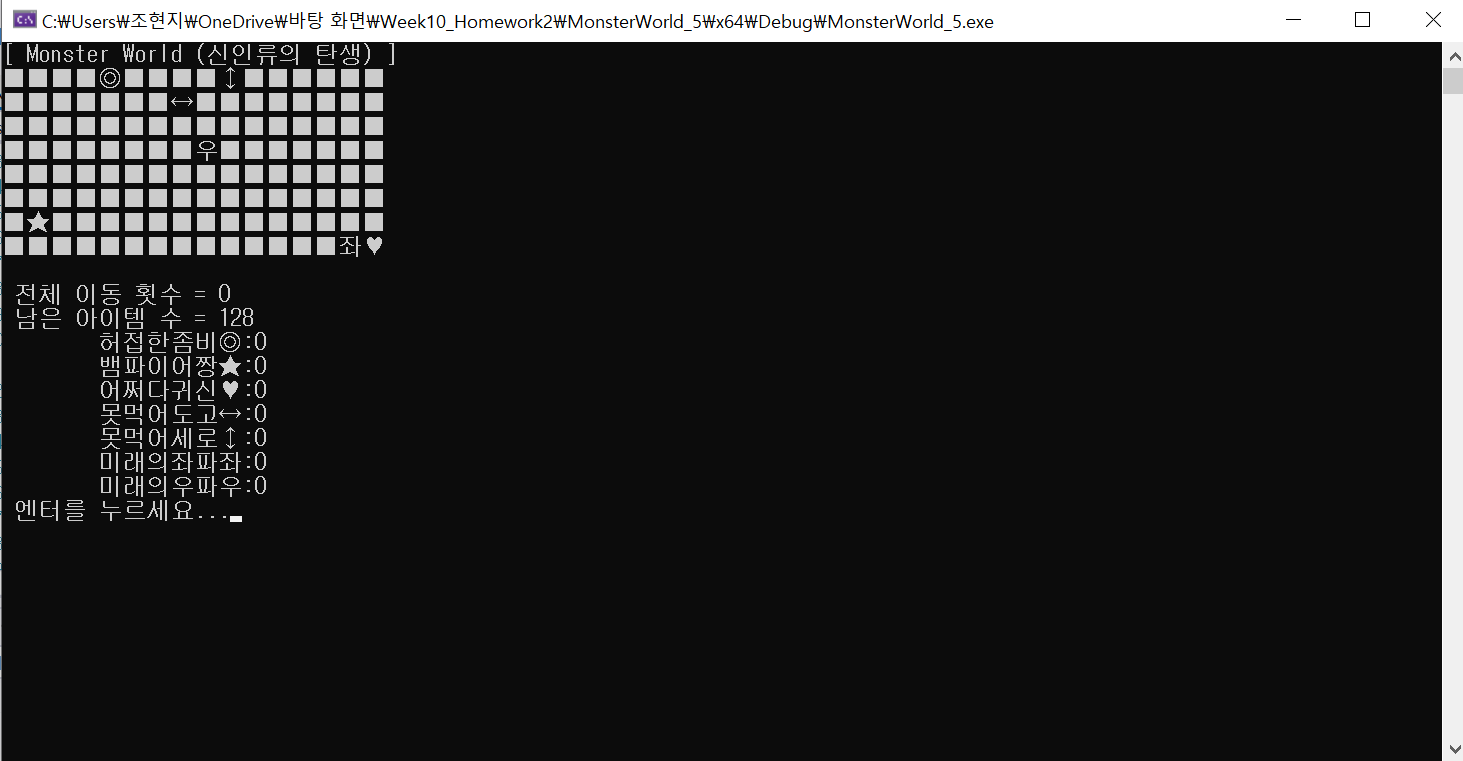 C:\Users\조현지\OneDrive\바탕 화면\Week10_Homework2\MonsterWorld_5\x64\Debug\MonsterWorld_5.exe
[ Monster World (신인류의 탄생) ]
■■■■◎■■■■↕■■■■■■
■■■■■■■↔■■■■■■■■
■■■■■■■■■■■■■■■■
■■■■■■■■우■■■■■■■
■■■■■■■■■■■■■■■■
■■■■■■■■■■■■■■■■
■★■■■■■■■■■■■■■■
■■■■■■■■■■■■■■좌♥
전체 이동 횟수 = 0
남은 아이템 수 = 128
허접한좀비◎:0
뱀파이어짱★:0
어쩌다귀신♥:0
못먹어도고↔:0
못먹어세로↕:0
미래의좌파좌:0
미래의우파우:0
엔터를 누르세요...